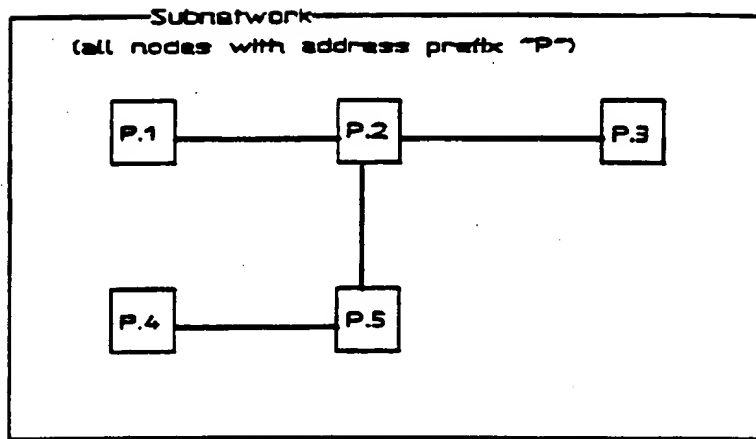 Subnetwork
(all nodes with address prefix "P")
P.1 P.2 P.3
P.4 P.5